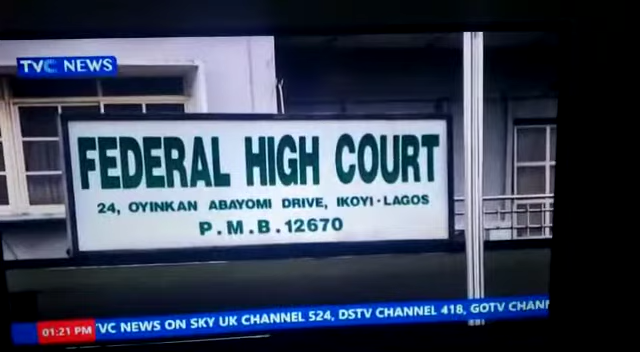 TVC NEWS
FEDERAL HIGH COURT
24, OYINKAN ABAYOMI DRIVE, IKOYI·LAGOS
P.M.B.12670
01:21 PM
VC NEWS ON SKY UK CHANNEL 524, DSTV CHANNEL 418, GOTV CHANN